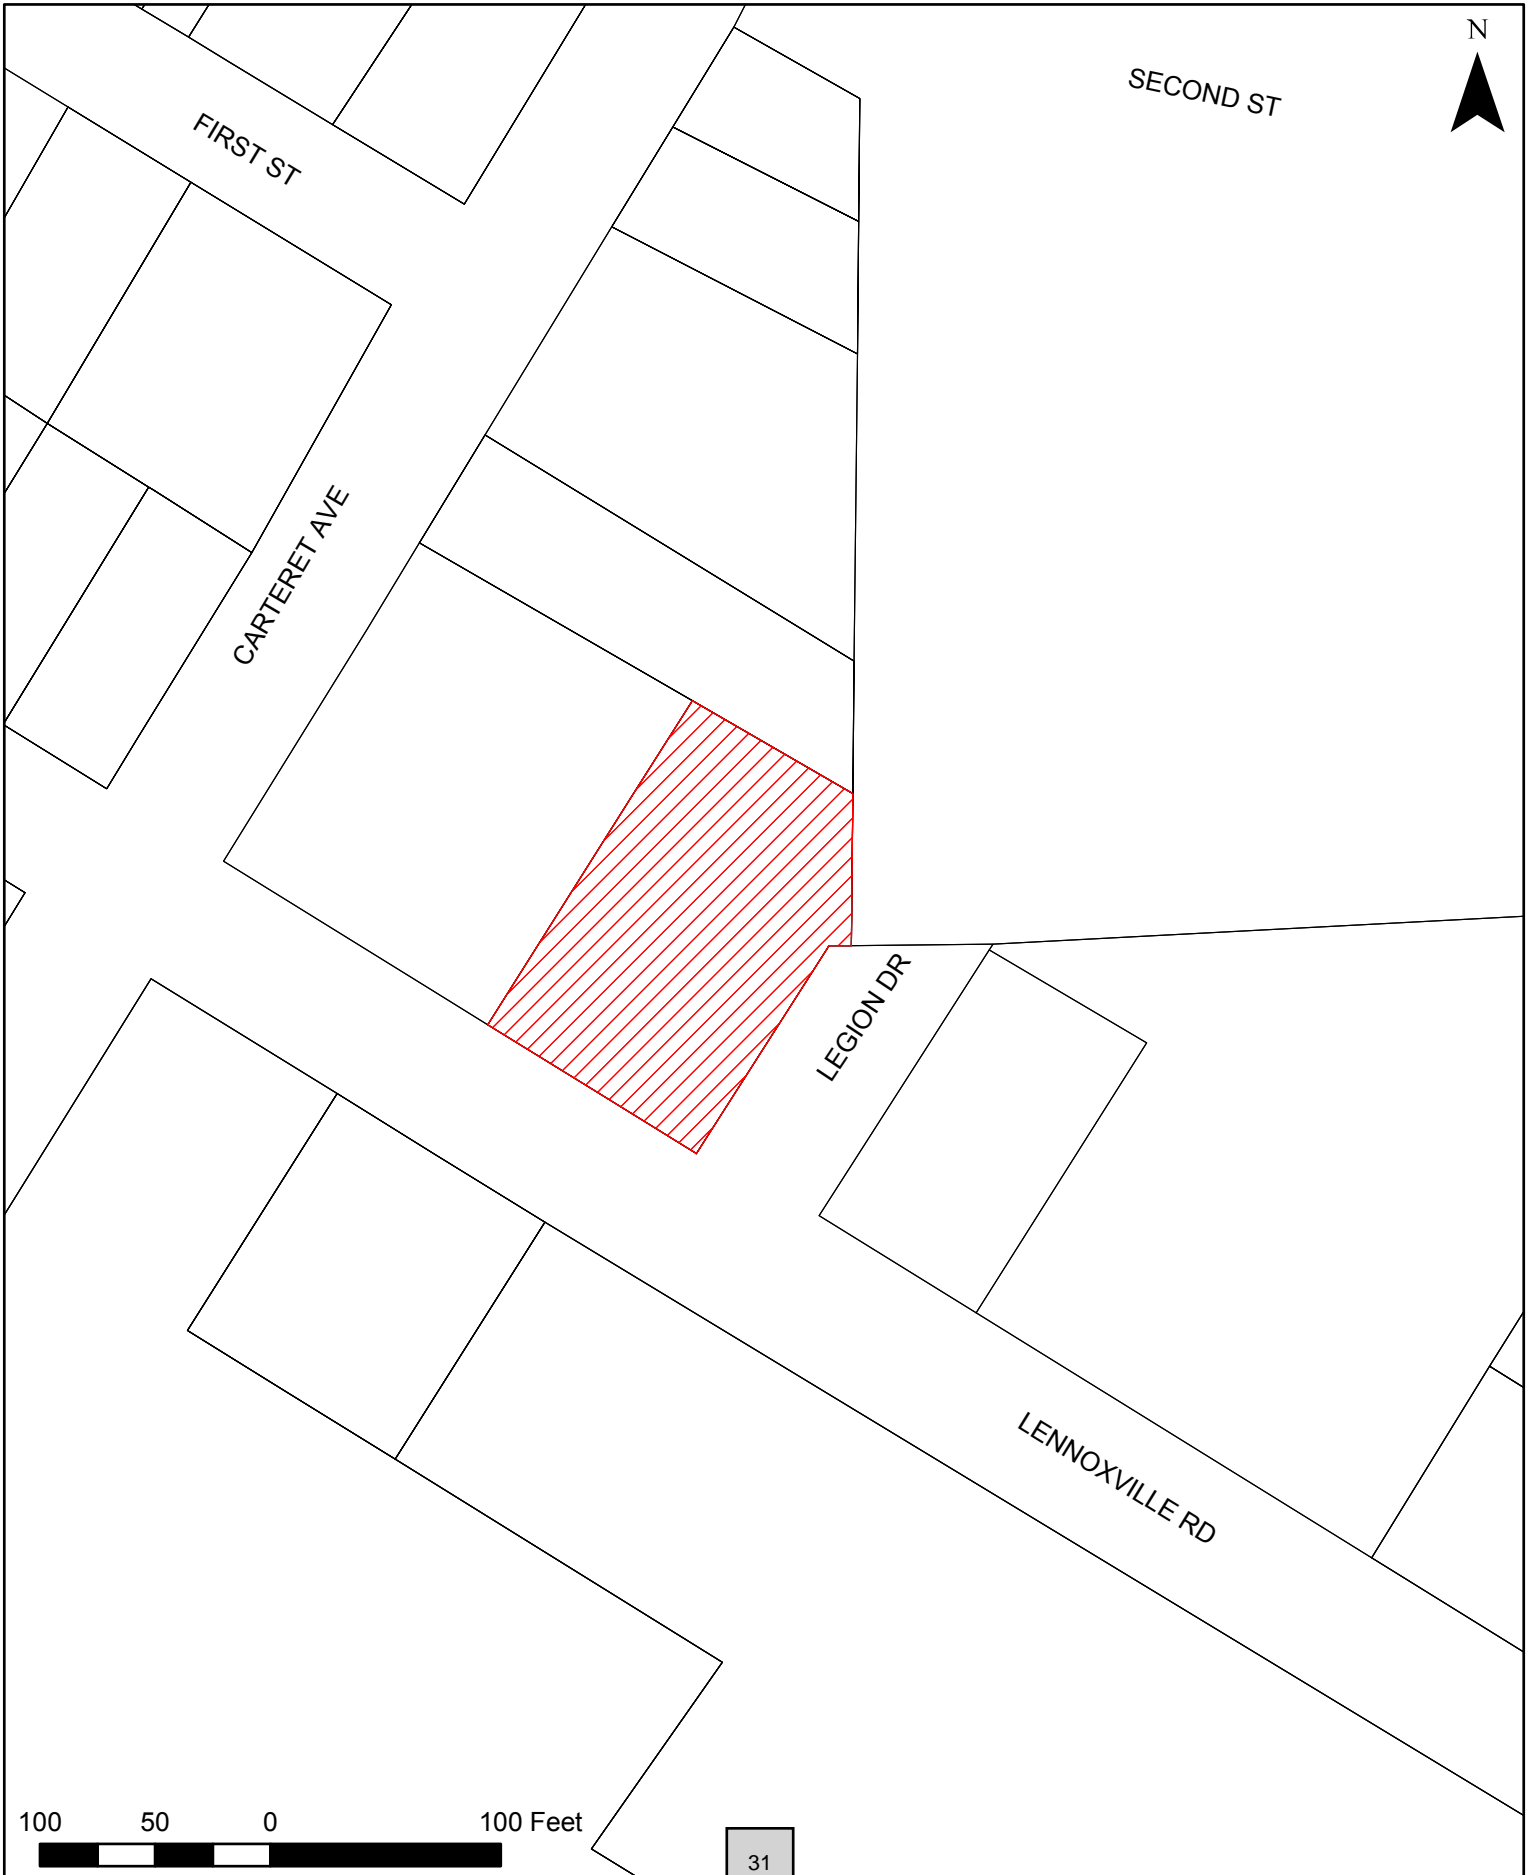 N
SECOND ST
FIRST ST
CARTERET AVE
LEGION DR
LENNOXVILLE RD
100 50 0 100 Feet
31